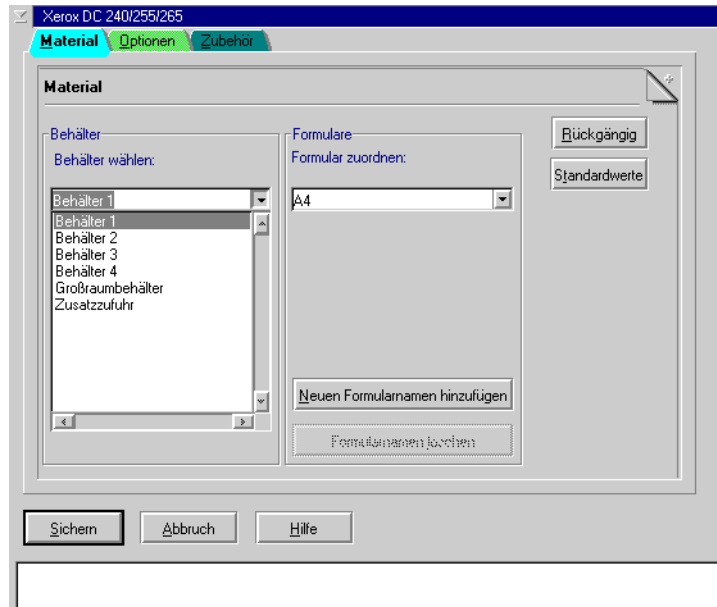 Xerox DC 240/255/265
Material Optionen Zubehör
Material
Behälter
Behälter wählen:
Behälter 1
Behälter 1
Behälter 2
Behälter 3
Behälter 4
Großraumbehälter
Zusatzzufuhr
Formulare
Formular zuordnen:
A4
Neuen Formularnamen hinzufügen
Formularnamen löschen
Rückgängig
Standardwerte
Sichern Abbruch Hilfe